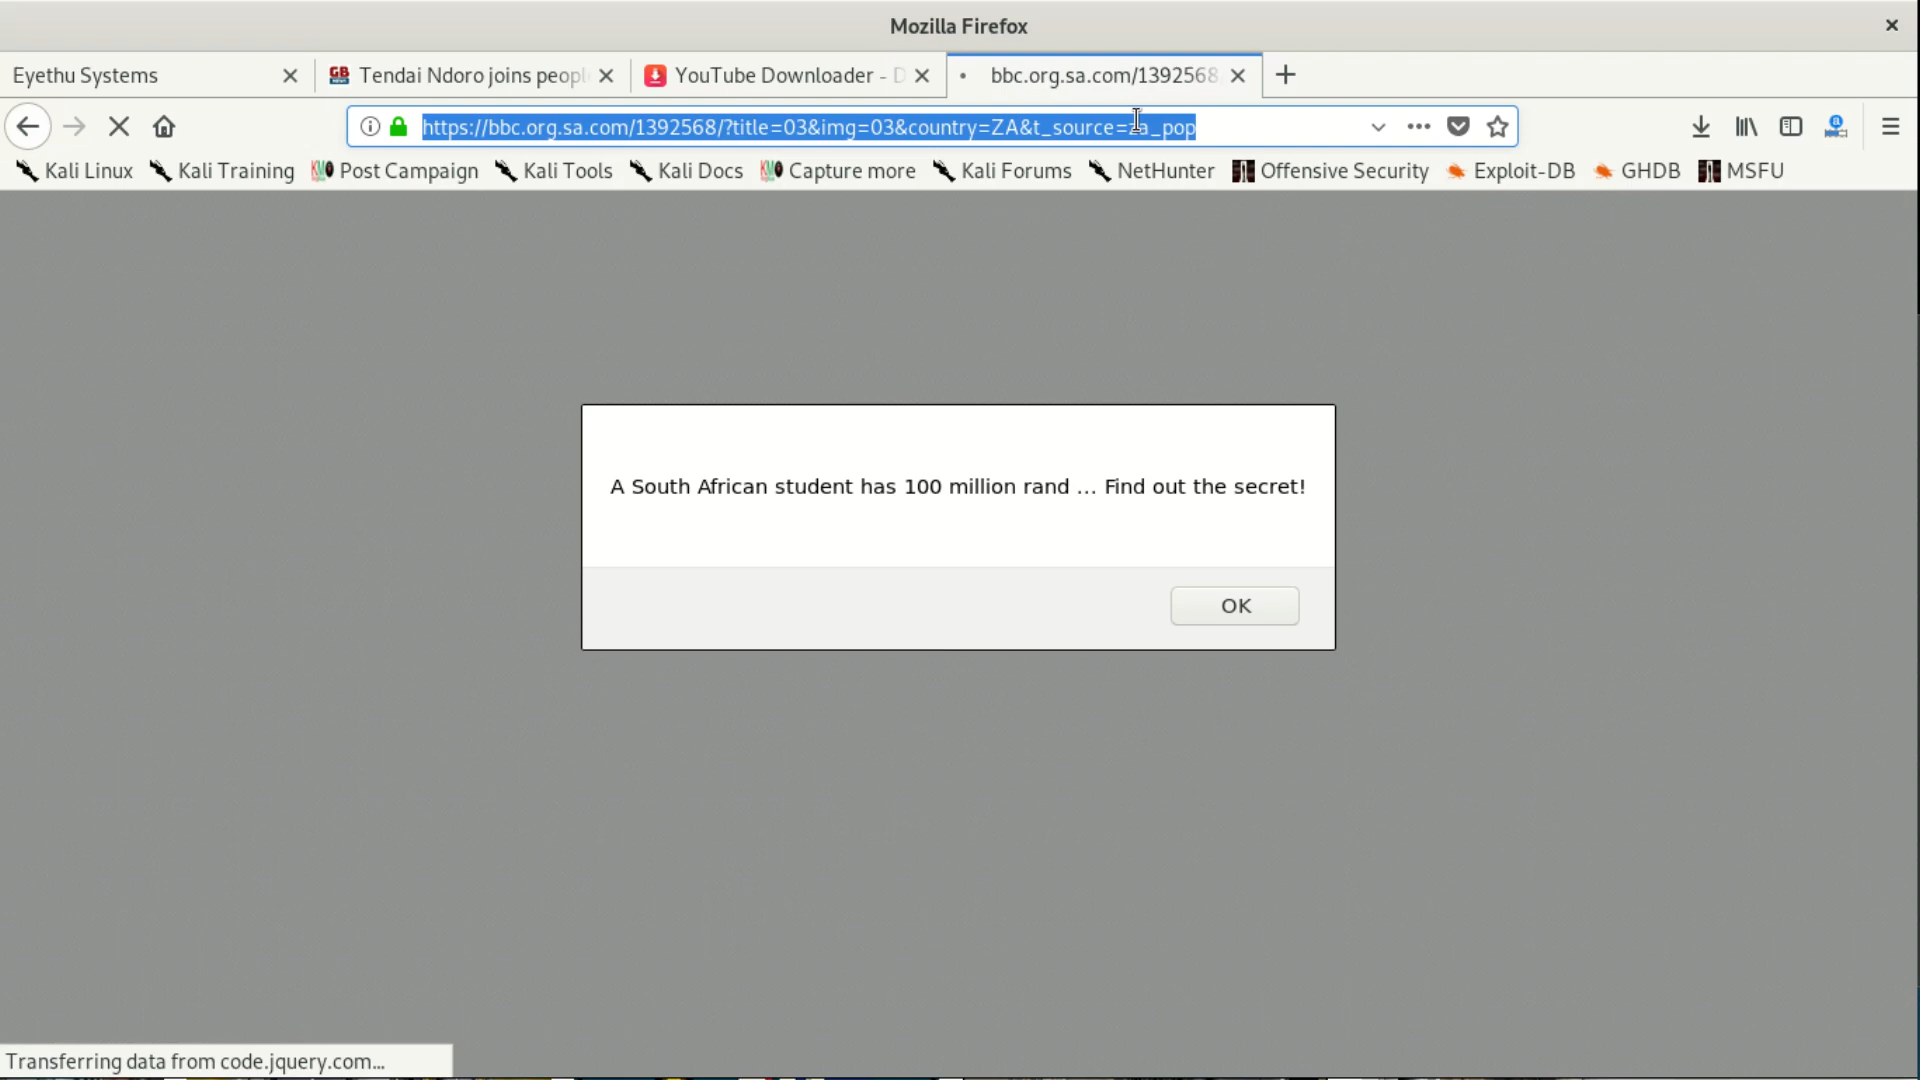 Mozilla Firefox
Eyethu Systems
GB Tendai Ndoro joins peopl
YouTube Downloader - D
bbc.org.sa.com/1392568
https://bbc.org.sa.com/1392568/?title=03&img=03&country=ZA&t_source=za_pop
Kali Linux Kali Training Post Campaign Kali Tools Kali Docs Capture more Kali Forums NetHunter Offensive Security Exploit-DB GHDB MSFU
A South African student has 100 million rand ... Find out the secret!
OK
Transferring data from code.jquery.com...